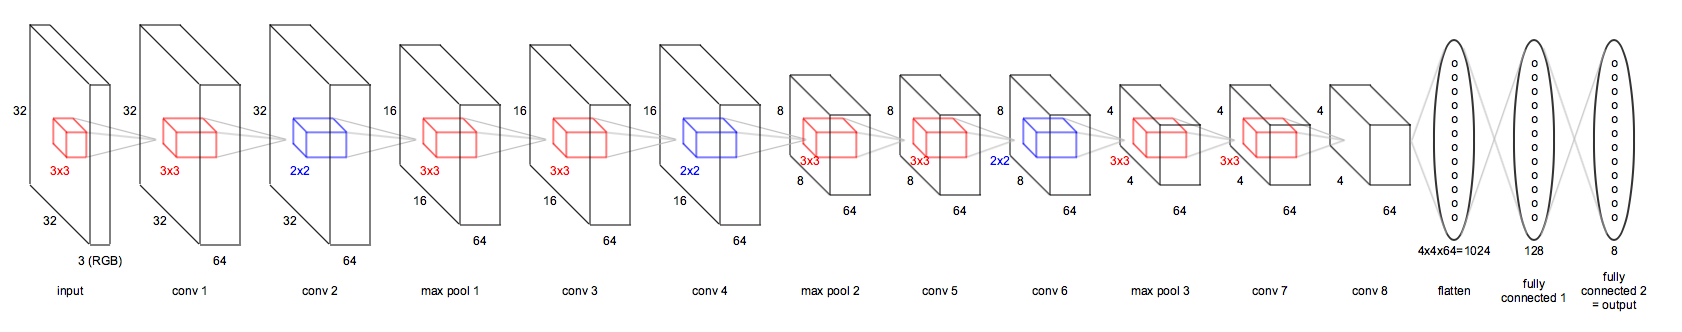 32
3x3
32
3 (RGB)
input
32
3x3
32
64
conv 1
32
2x2
32
64
conv 2
16
3x3
16
64
max pool 1
16
3x3
16
64
conv 3
16
2x2
16
64
conv 4
8
3x3
8
64
max pool 2
8
3x3
8
64
conv 5
8
2x2
8
64
conv 6
4
3x3
4
64
max pool 3
4
3x3
4
64
conv 7
4
4
64
conv 8
4x4x64=1024
flatten
128
fully
connected 1
8
fully
connected 2
= output